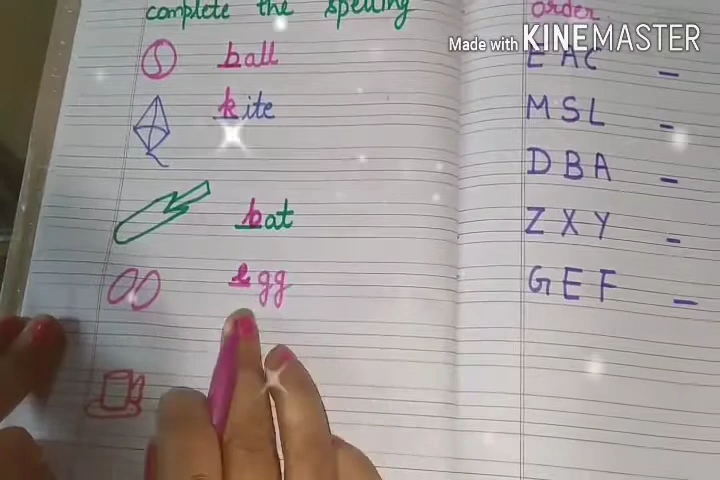 complete the spelling
ball
kite
bat
egg
order
E A C _
M S L _
D B A _
Z X Y _
G E F _
Made with KINEMASTER